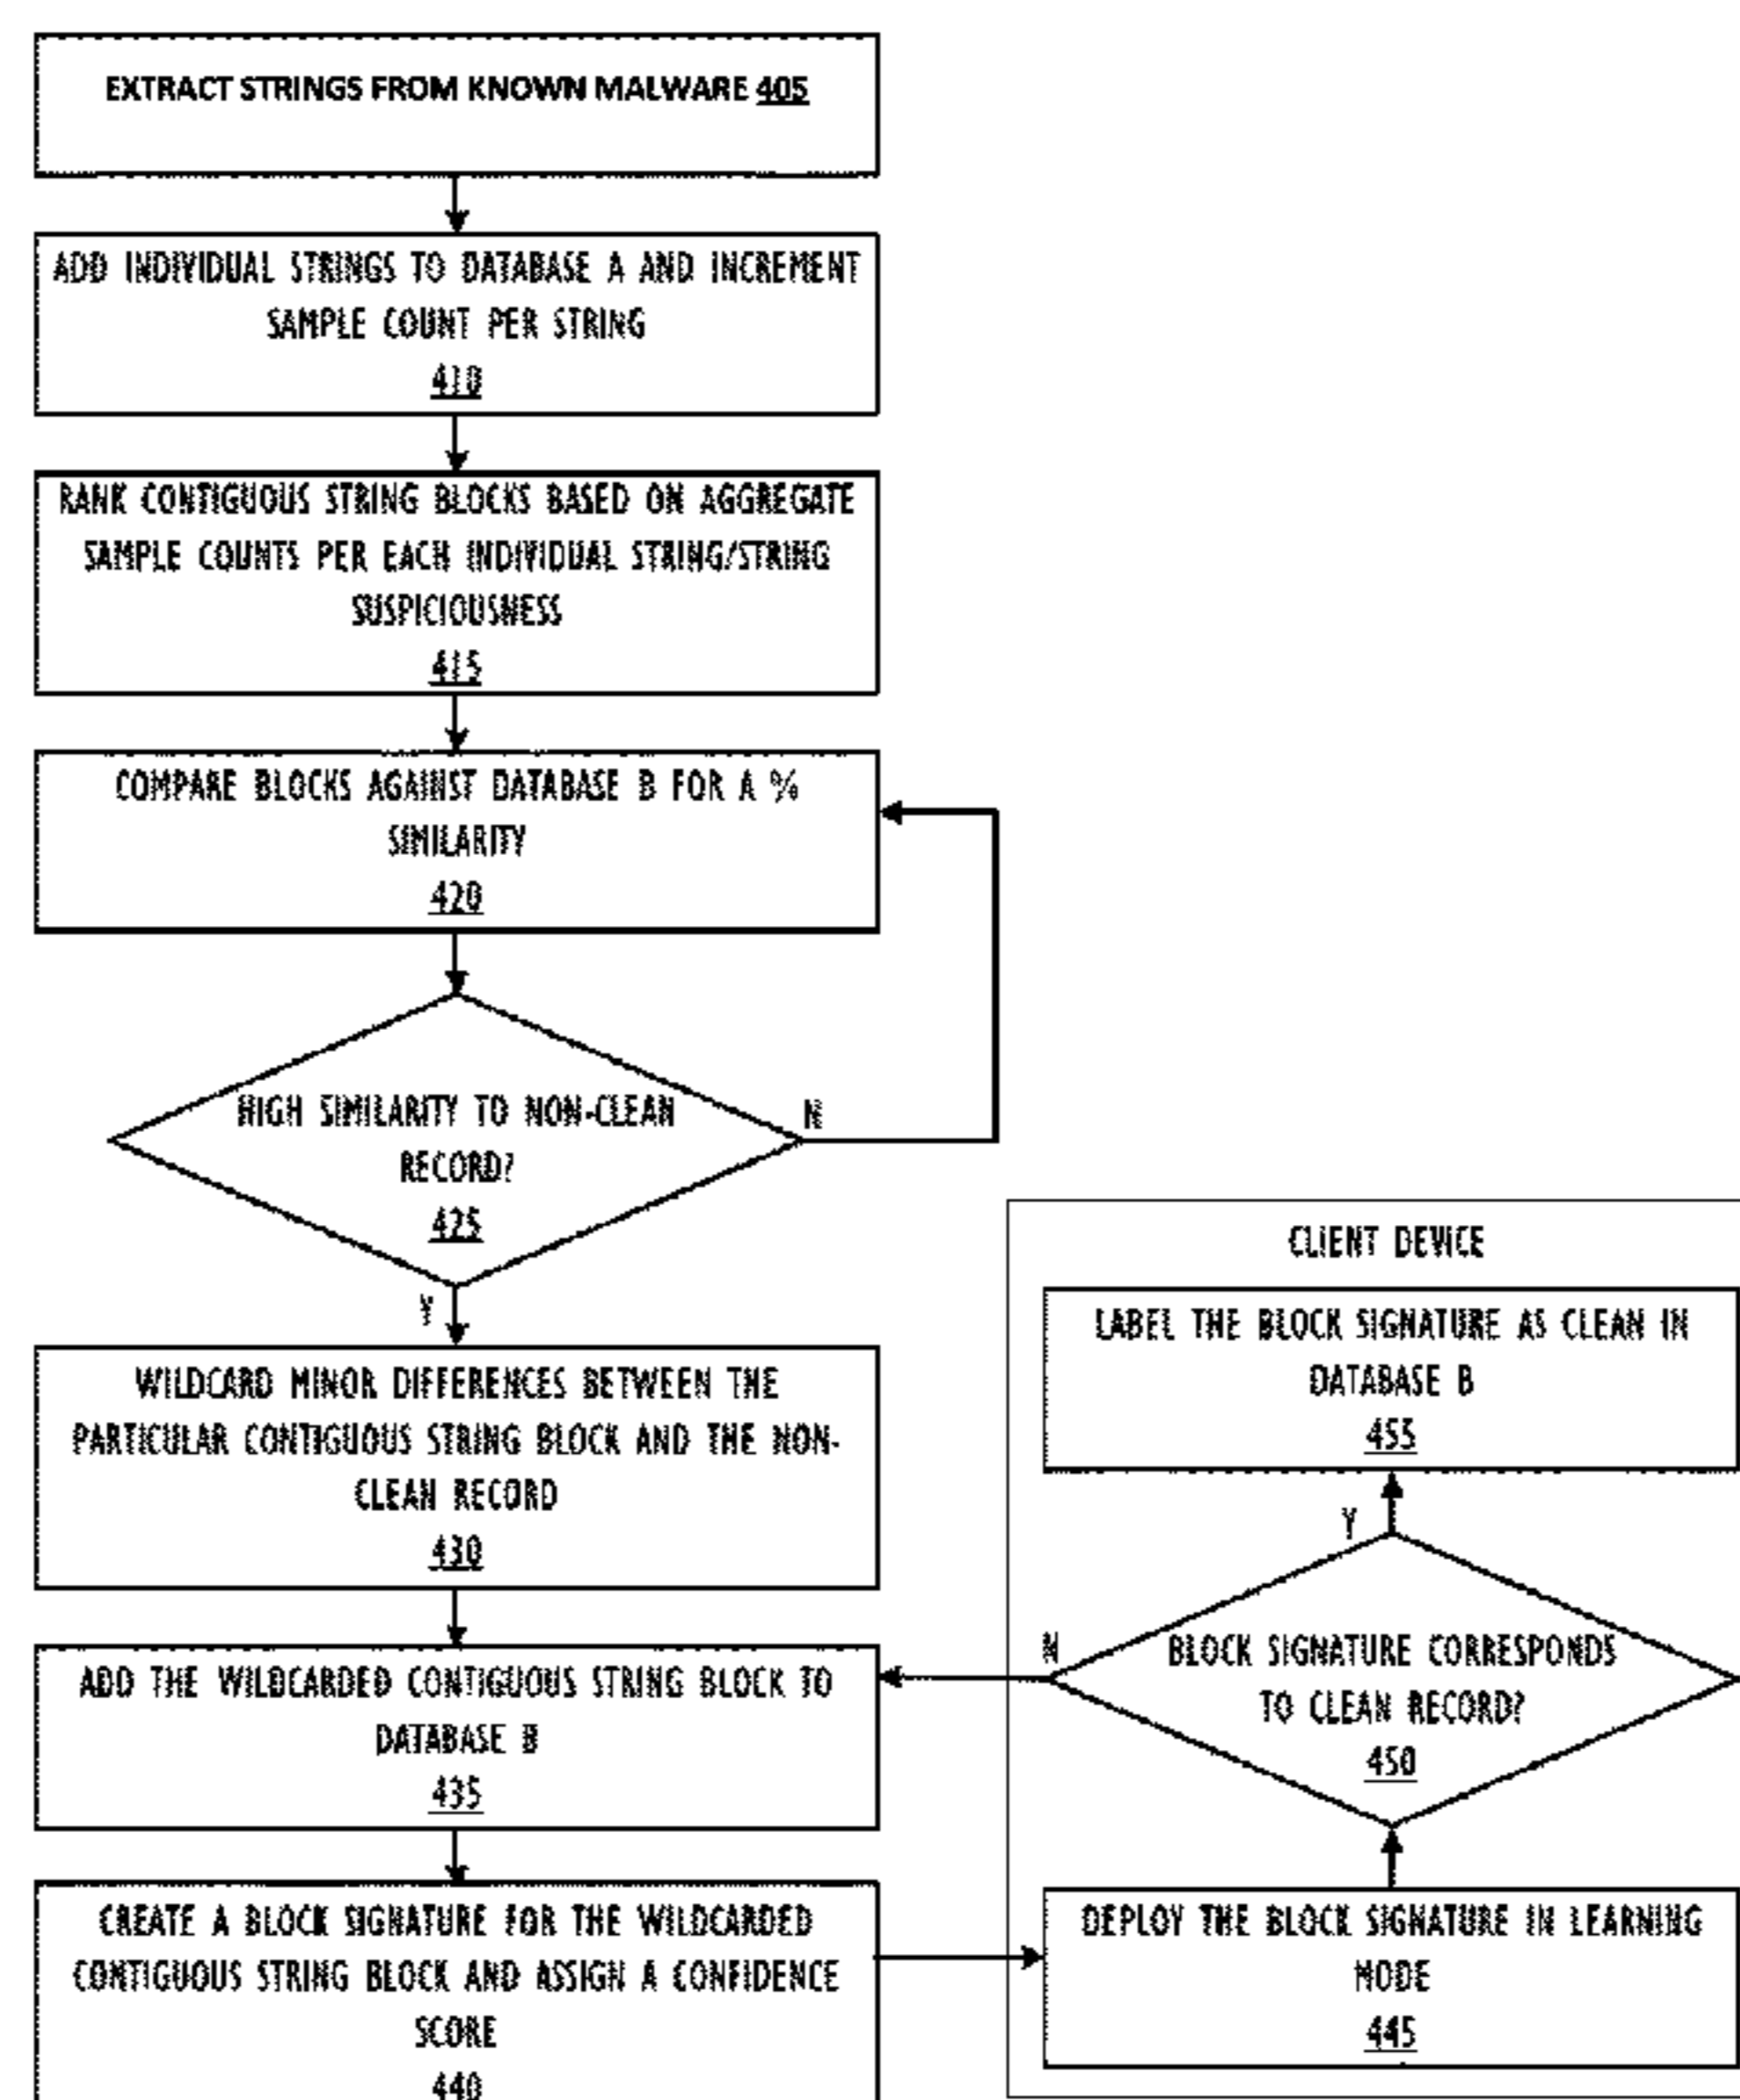 EXTRACT STRINGS FROM KNOWN MALWARE 405
ADD INDIVIDUAL STRINGS TO DATABASE A AND INCREMENT
SAMPLE COUNT PER STRING
410
RANK CONTIGUOUS STRING BLOCKS BASED ON AGGREGATE
SAMPLE COUNTS PER EACH INDIVIDUAL STRING/STRING
SUSPICIOUSNESS
415
COMPARE BLOCKS AGAINST DATABASE B FOR A %
SIMILARITY
420
HIGH SIMILARITY TO NON-CLEAN
RECORD?
425
N
Y
WILDCARD MINOR DIFFERENCES BETWEEN THE
PARTICULAR CONTIGUOUS STRING BLOCK AND THE NON-
CLEAN RECORD
430
ADD THE WILDCARDED CONTIGUOUS STRING BLOCK TO
DATABASE B
435
CREATE A BLOCK SIGNATURE FOR THE WILDCARDED
CONTIGUOUS STRING BLOCK AND ASSIGN A CONFIDENCE
SCORE
440
CLIENT DEVICE
LABEL THE BLOCK SIGNATURE AS CLEAN IN
DATABASE B
455
Y
N
BLOCK SIGNATURE CORRESPONDS
TO CLEAN RECORD?
450
DEPLOY THE BLOCK SIGNATURE IN LEARNING
MODE
445